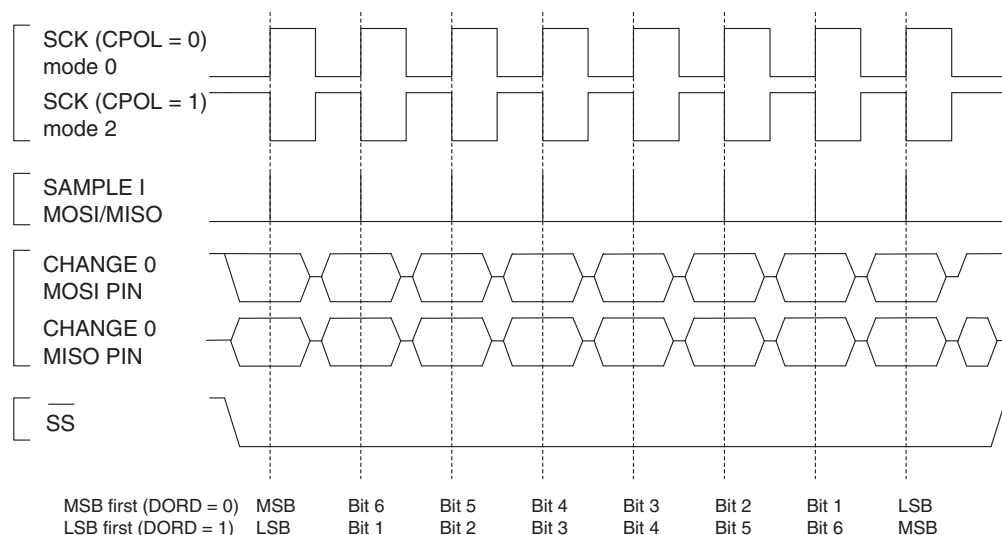 SCK (CPOL = 0)
mode 0
SCK (CPOL = 1)
mode 2
SAMPLE I
MOSI/MISO
CHANGE 0
MOSI PIN
CHANGE 0
MISO PIN
SS
MSB first (DORD = 0) MSB Bit 6 Bit 5 Bit 4 Bit 3 Bit 2 Bit 1 LSB
LSB first (DORD = 1) LSB Bit 1 Bit 2 Bit 3 Bit 4 Bit 5 Bit 6 MSB